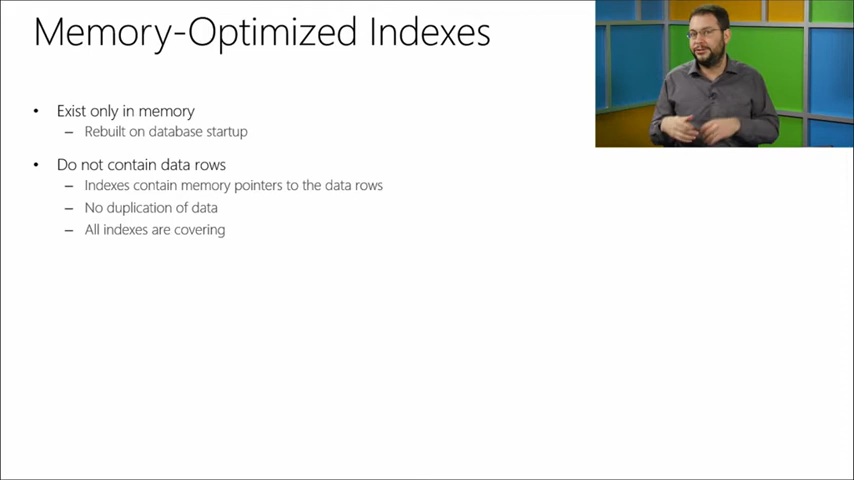 Memory-Optimized Indexes
• Exist only in memory
– Rebuilt on database startup
• Do not contain data rows
– Indexes contain memory pointers to the data rows
– No duplication of data
– All indexes are covering